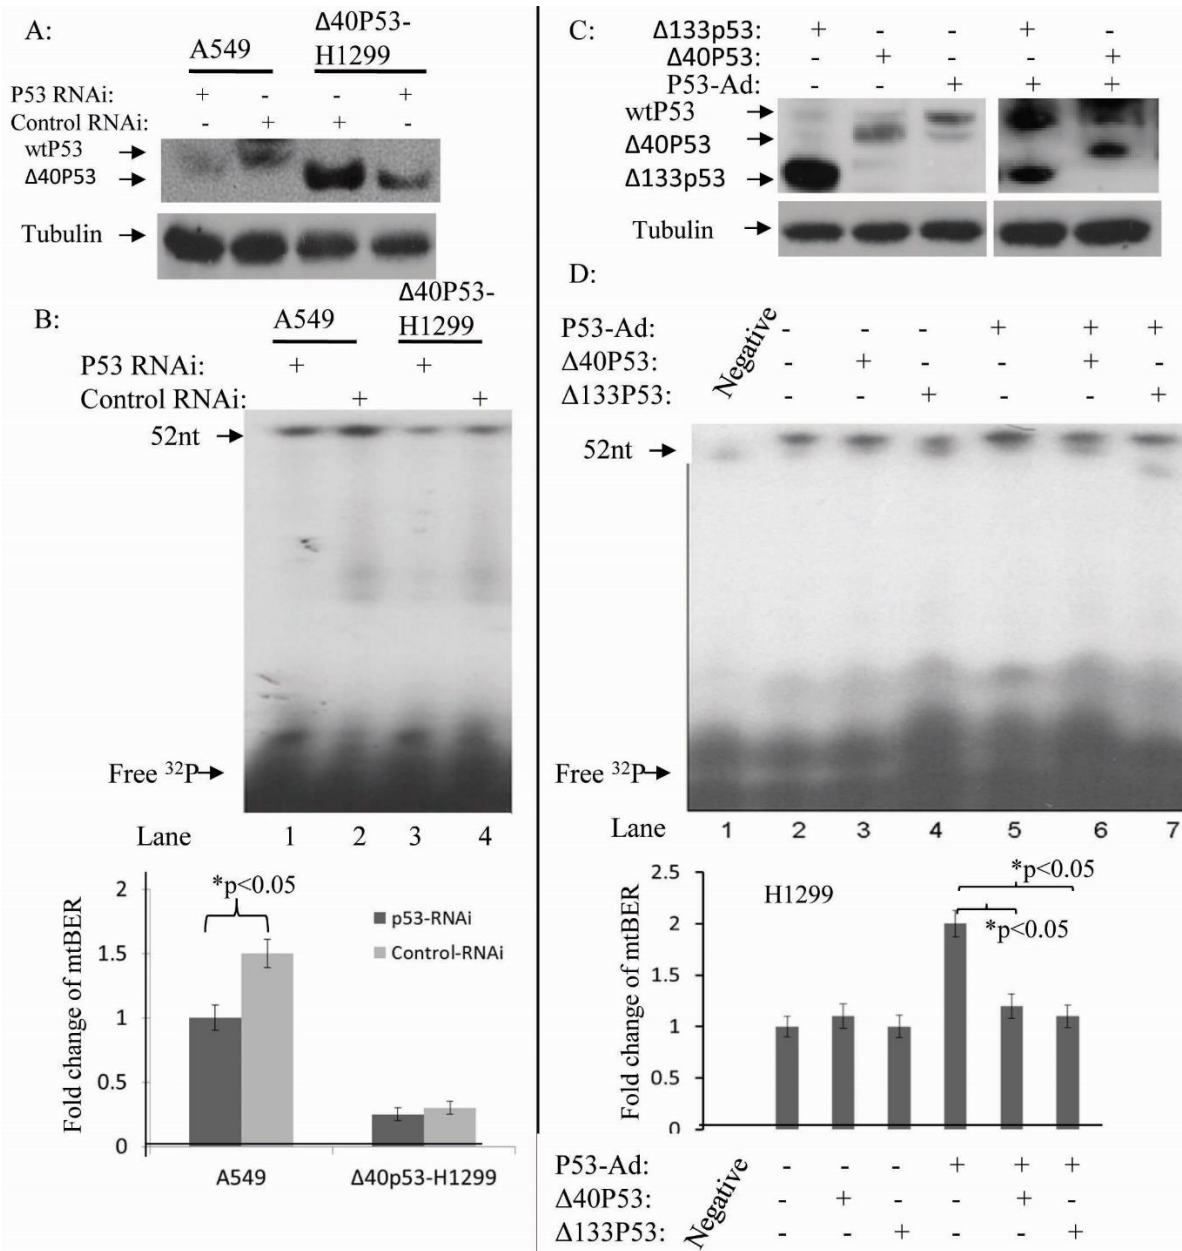 A:
A549
Δ40P53-
H1299
P53 RNAi: + - - +
Control RNAi: - + + -
wtP53
Δ40P53
Tubulin
B:
A549
Δ40P53-
H1299
P53 RNAi: + +
Control RNAi: + +
52nt
Free ³²P
Lane 1 2 3 4
*p<0.05
p53-RNAi
Control-RNAi
Fold change of mtBER
2
1.5
1
0.5
0
A549 Δ40p53-H1299
C:
Δ133p53: + - - + -
Δ40P53: - + - - +
P53-Ad: - - + + +
wtP53
Δ40P53
Δ133p53
Tubulin
D:
Negative
P53-Ad: - - - + + +
Δ40P53: - + - - + -
Δ133P53: - - + - - +
52nt
Free ³²P
Lane 1 2 3 4 5 6 7
H1299
*p<0.05
*p<0.05
Fold change of mtBER
2.5
2
1.5
1
0.5
0
Negative
P53-Ad: - - - + + +
Δ40P53: - + - - + -
Δ133P53: - - + - - +